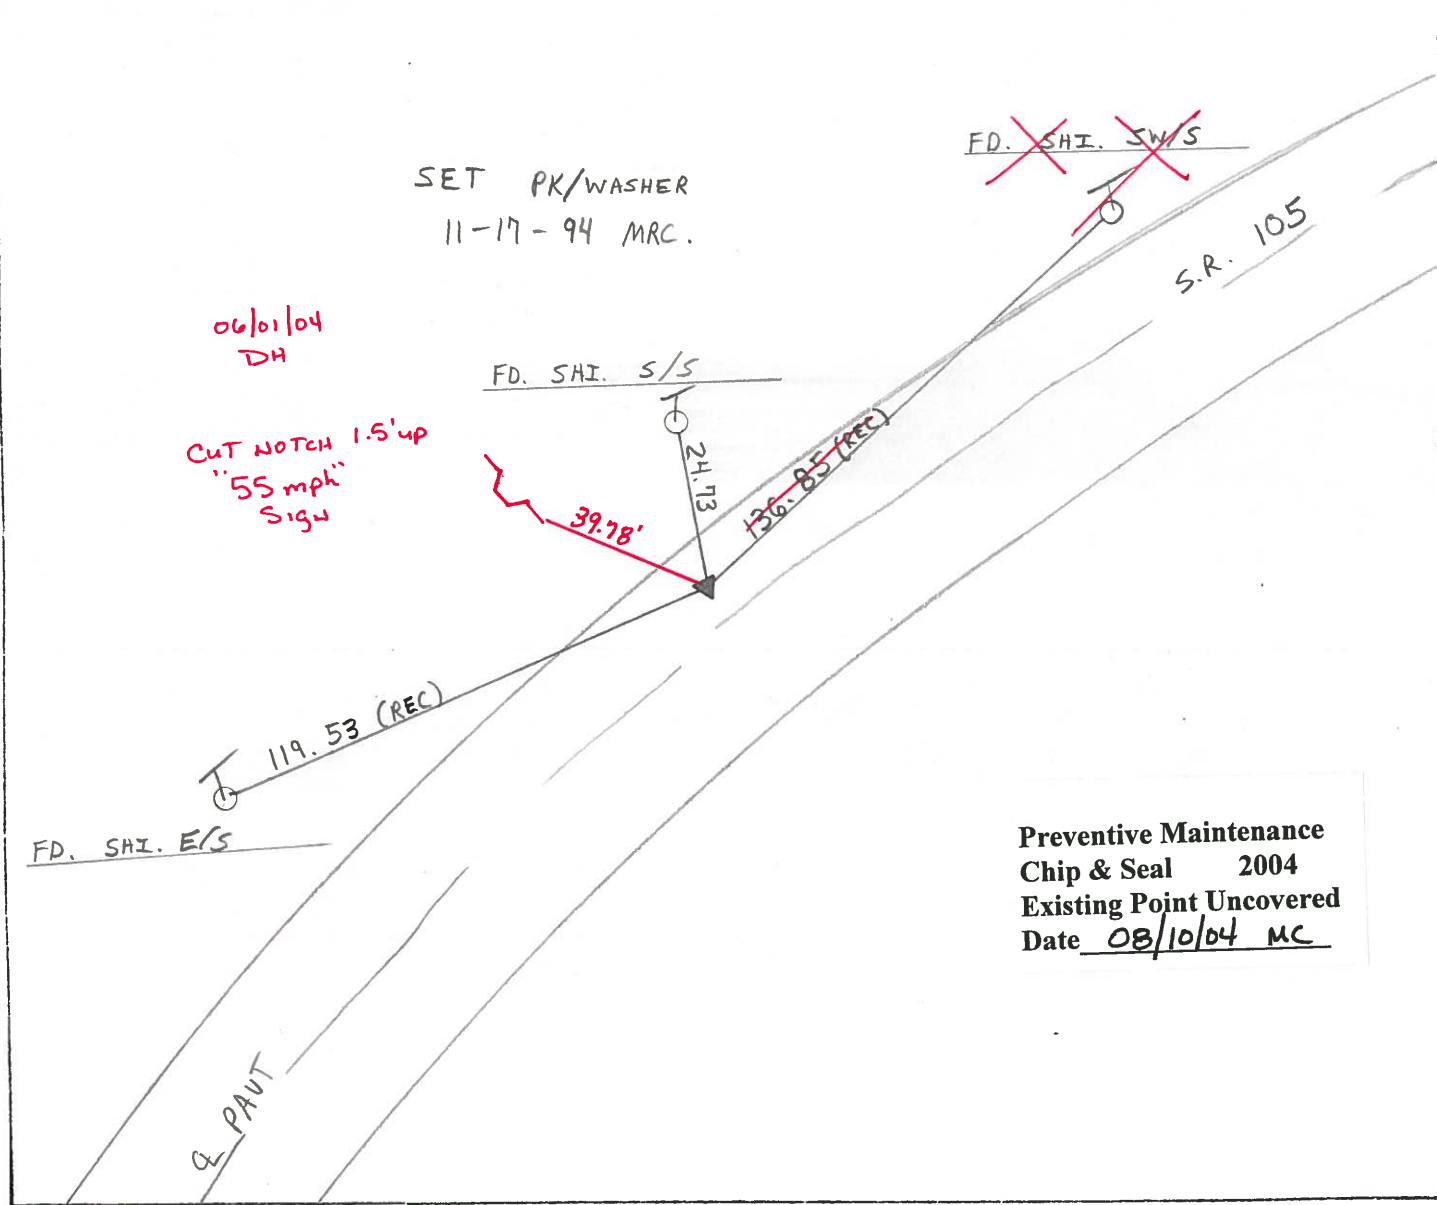 FD. SHI. SW/S
SET PK/WASHER
11-17-94 MRC.
S.R. 105
06/01/04
DH
FD. SHI. S/S
CUT NOTCH 1.5' up
"55 mph"
Sign
24.73
136.85 (REC)
39.78'
119.53 (REC)
FD. SHI. E/S
Preventive Maintenance
Chip & Seal 2004
Existing Point Uncovered
Date 08/10/04 MC
℄ PAVT